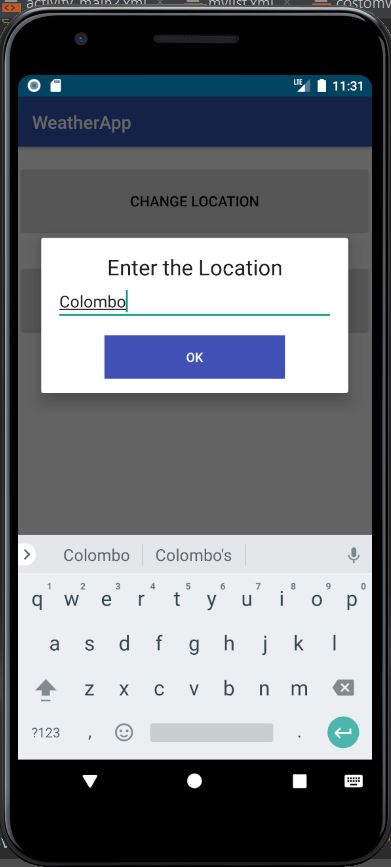 activity_main2.xml
mylist.xml
LTE 11:31
WeatherApp
CHANGE LOCATION
Enter the Location
Colombo
OK
Colombo Colombo's
q 1 w 2 e 3 r 4 t 5 y 6 u 7 i 8 o 9 p 0
a s d f g h j k l
z x c v b n m
?123 , .